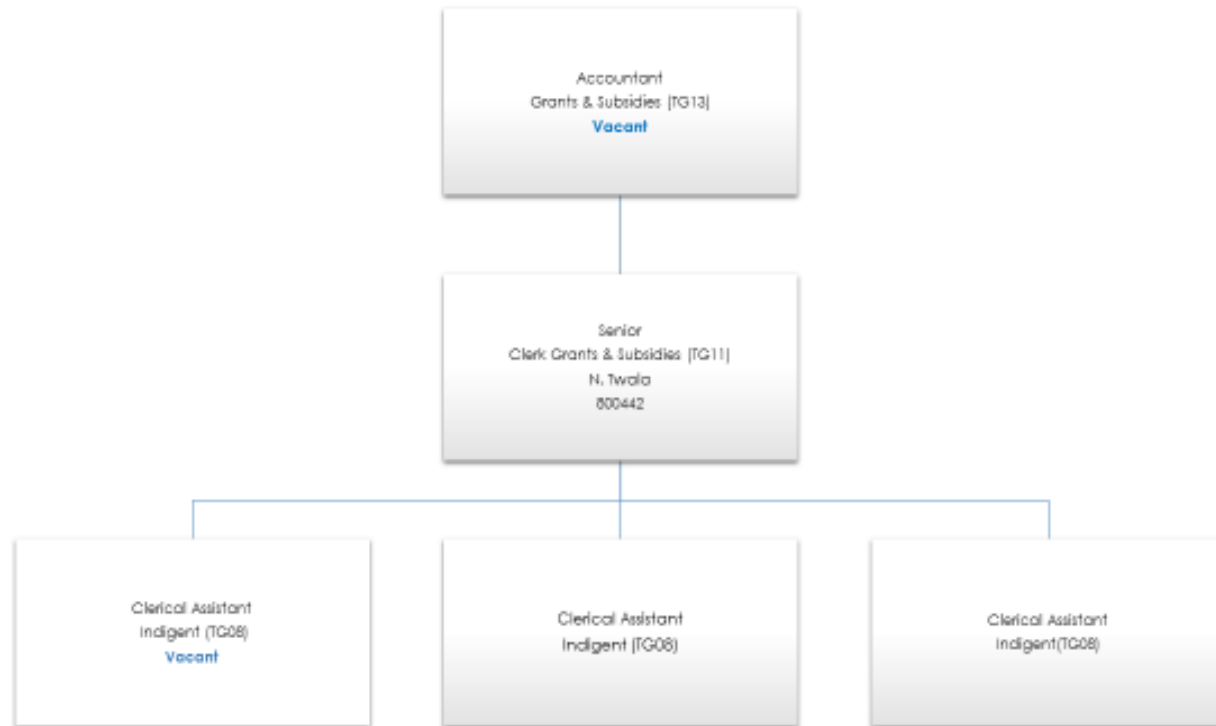 Accountant
Grants & Subsidies (TG13)
Vacant
Senior
Clerk Grants & Subsidies (TG11)
N. Twala
800442
Clerical Assistant
Indigent (TG08)
Vacant
Clerical Assistant
Indigent (TG08)
Clerical Assistant
Indigent(TG08)